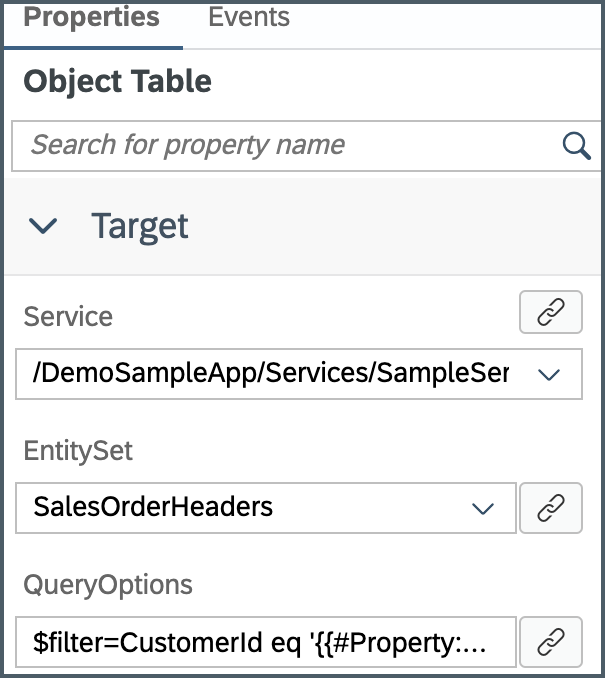 Properties Events
Object Table
Search for property name
Target
Service
/DemoSampleApp/Services/SampleSer
EntitySet
SalesOrderHeaders
QueryOptions
$filter=CustomerId eq '{{#Property:...